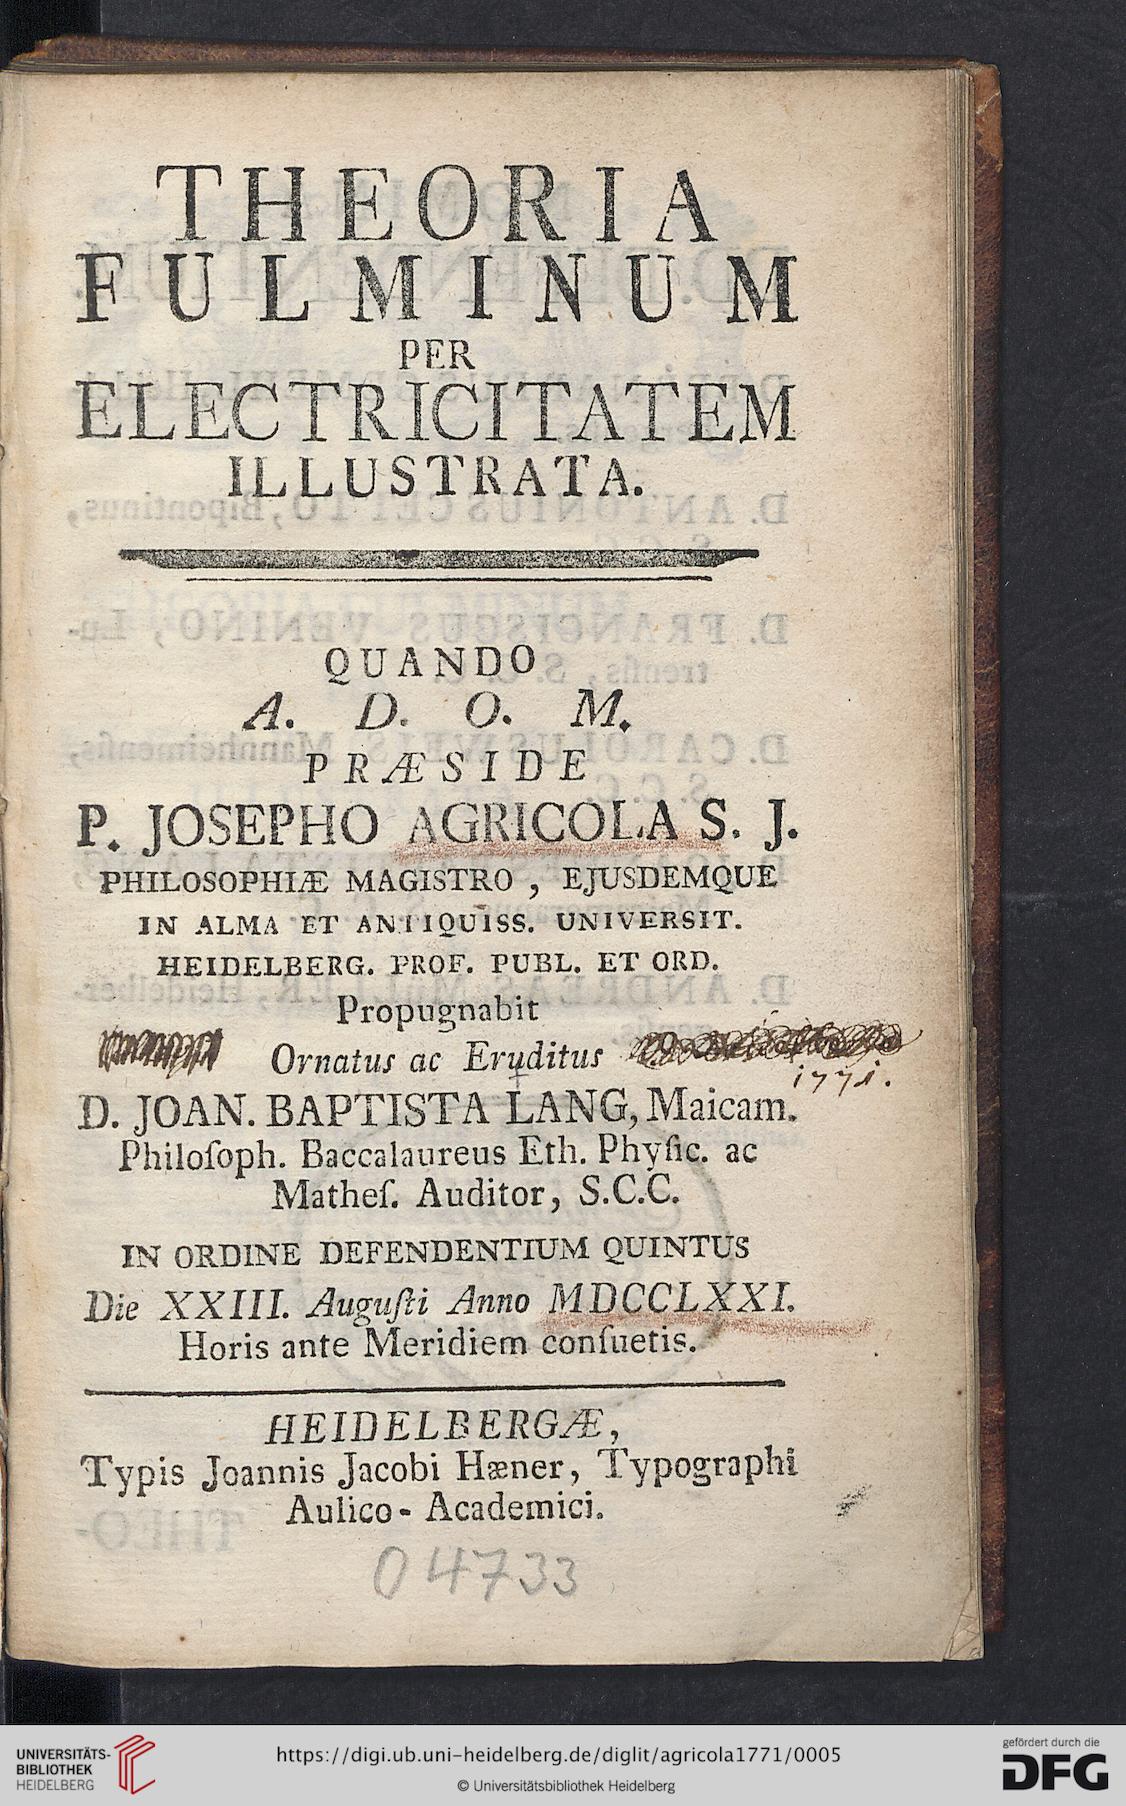 THEORIA
FULMINUM
PER
ELECTRICITATEM
ILLUSTRATA.
QUANDO
A. D. O. M.
PRÆSIDE
P. JOSEPHO AGRICOLA S. J.
PHILOSOPHIÆ MAGISTRO, EJUSDEMQUE
IN ALMA ET ANTIQUISS. UNIVERSIT.
HEIDELBERG. PROF. PUBL. ET ORD.
Propugnabit
Ornatus ac Eruditus
1771.
D. JOAN. BAPTISTA LANG, Maicam.
Philoſoph. Baccalaureus Eth. Phyſic. ac
Matheſ. Auditor, S.C.C.
IN ORDINE DEFENDENTIUM QUINTUS
Die XXIII. Auguſti Anno MDCCLXXI.
Horis ante Meridiem conſuetis.
HEIDELBERGÆ,
Typis Joannis Jacobi Hæner, Typographi
Aulico-Academici.
04733
UNIVERSITÄTS-
BIBLIOTHEK
HEIDELBERG
https://digi.ub.uni-heidelberg.de/diglit/agricola1771/0005
© Universitätsbibliothek Heidelberg
gefördert durch die
DFG